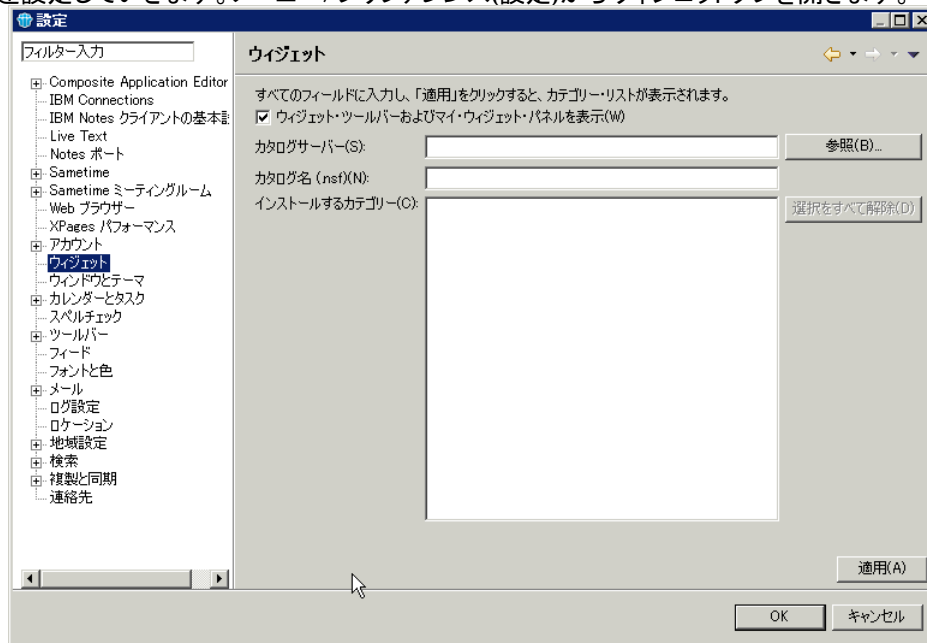 設定
フィルター入力
Composite Application Editor
IBM Connections
IBM Notes クライアントの基本
Live Text
Notes ポート
Sametime
Sametime ミーティングルーム
Web ブラウザー
XPages パフォーマンス
アカウント
ウィジェット
ウィンドウとテーマ
カレンダーとタスク
スペルチェック
ツールバー
フィード
フォントと色
メール
ログ設定
ロケーション
地域設定
検索
複製と同期
連絡先
ウィジェット
すべてのフィールドに入力し、「適用」をクリックすると、カテゴリー・リストが表示されます。
ウィジェット・ツールバーおよびマイ・ウィジェット・パネルを表示(W)
カタログサーバー(S):
参照(B)...
カタログ名 (.nsf)(N):
インストールするカテゴリー(C):
選択をすべて解除(D)
適用(A)
OK
キャンセル